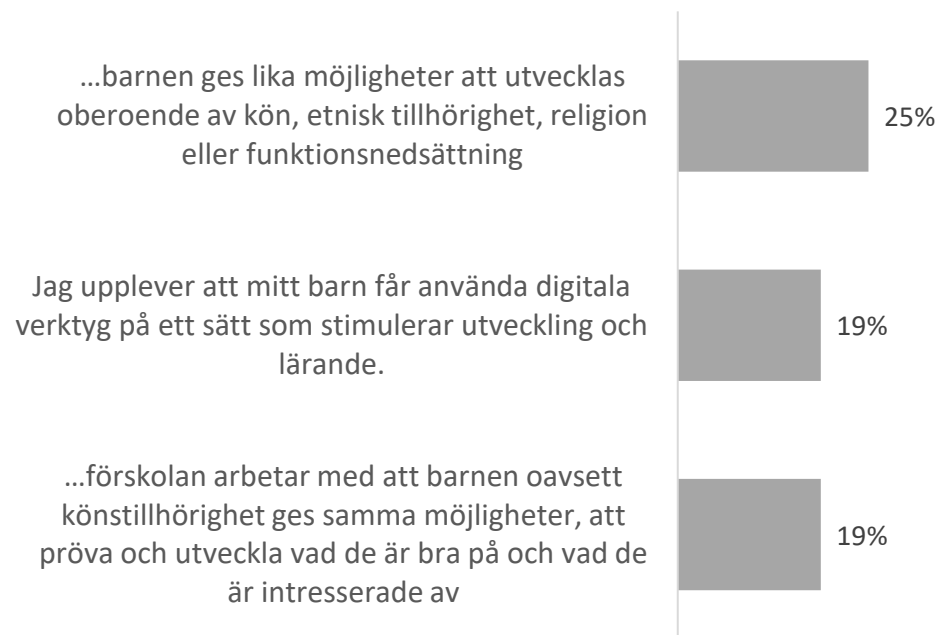 …barnen ges lika möjligheter att utvecklas
oberoende av kön, etnisk tillhörighet, religion
eller funktionsnedsättning
25%
Jag upplever att mitt barn får använda digitala
verktyg på ett sätt som stimulerar utveckling och
lärande.
19%
…förskolan arbetar med att barnen oavsett
könstillhörighet ges samma möjligheter, att
pröva och utveckla vad de är bra på och vad de
är intresserade av
19%